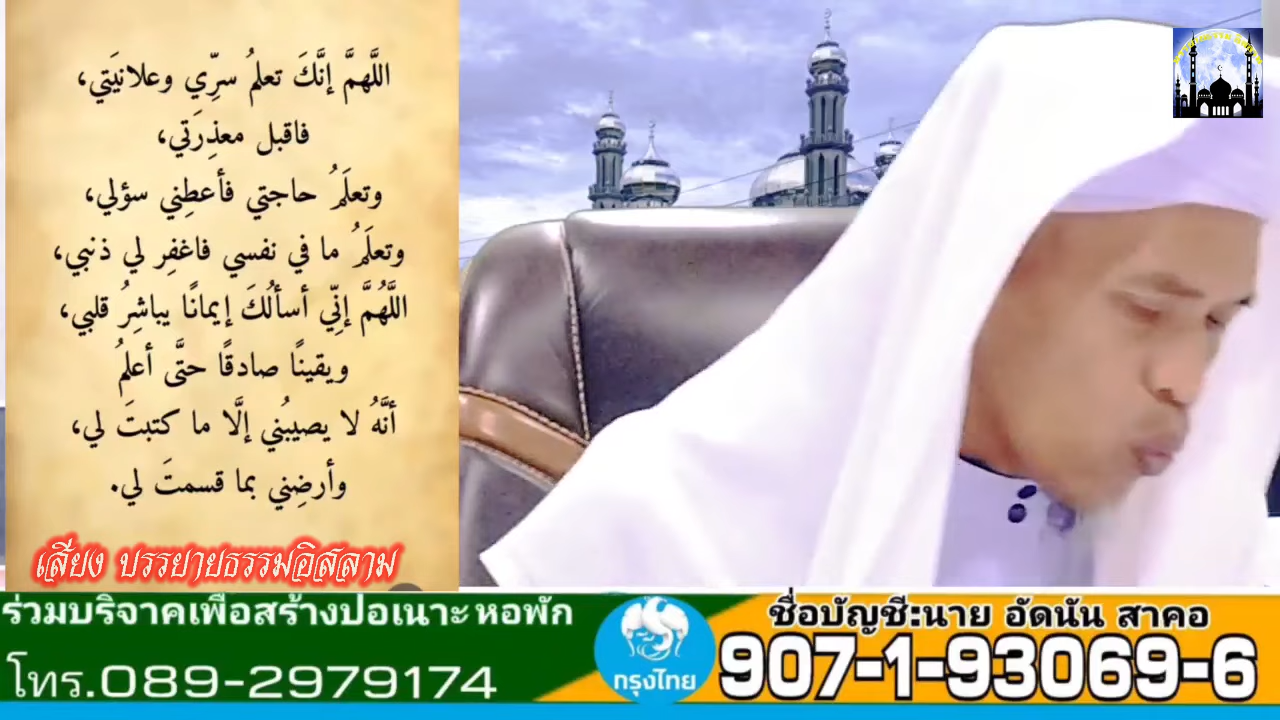 اللَّهمَّ إنَّكَ تعلمُ سرِّي وعلانيَتي،
فاقبل معذِرَتي،
وتعلَمُ حاجتي فأعطِني سؤلي،
وتعلَمُ ما في نفسي فاغفِر لي ذنبي،
اللَّهُمَّ إنِّي أسألُكَ إيمانًا يباشِرُ قلبي،
ويقينًا صادقًا حتَّى أعلمُ
أنَّهُ لا يصيبُني إلَّا ما كتبتَ لي،
وأرضِني بما قسمتَ لي.
เสียง บรรยายธรรมอิสลาม
ร่วมบริจาคเพื่อสร้างปอเนาะหอพัก
โทร.089-2979174
กรุงไทย
ชื่อบัญชี:นาย อัดนัน สาคอ
907-1-93069-6